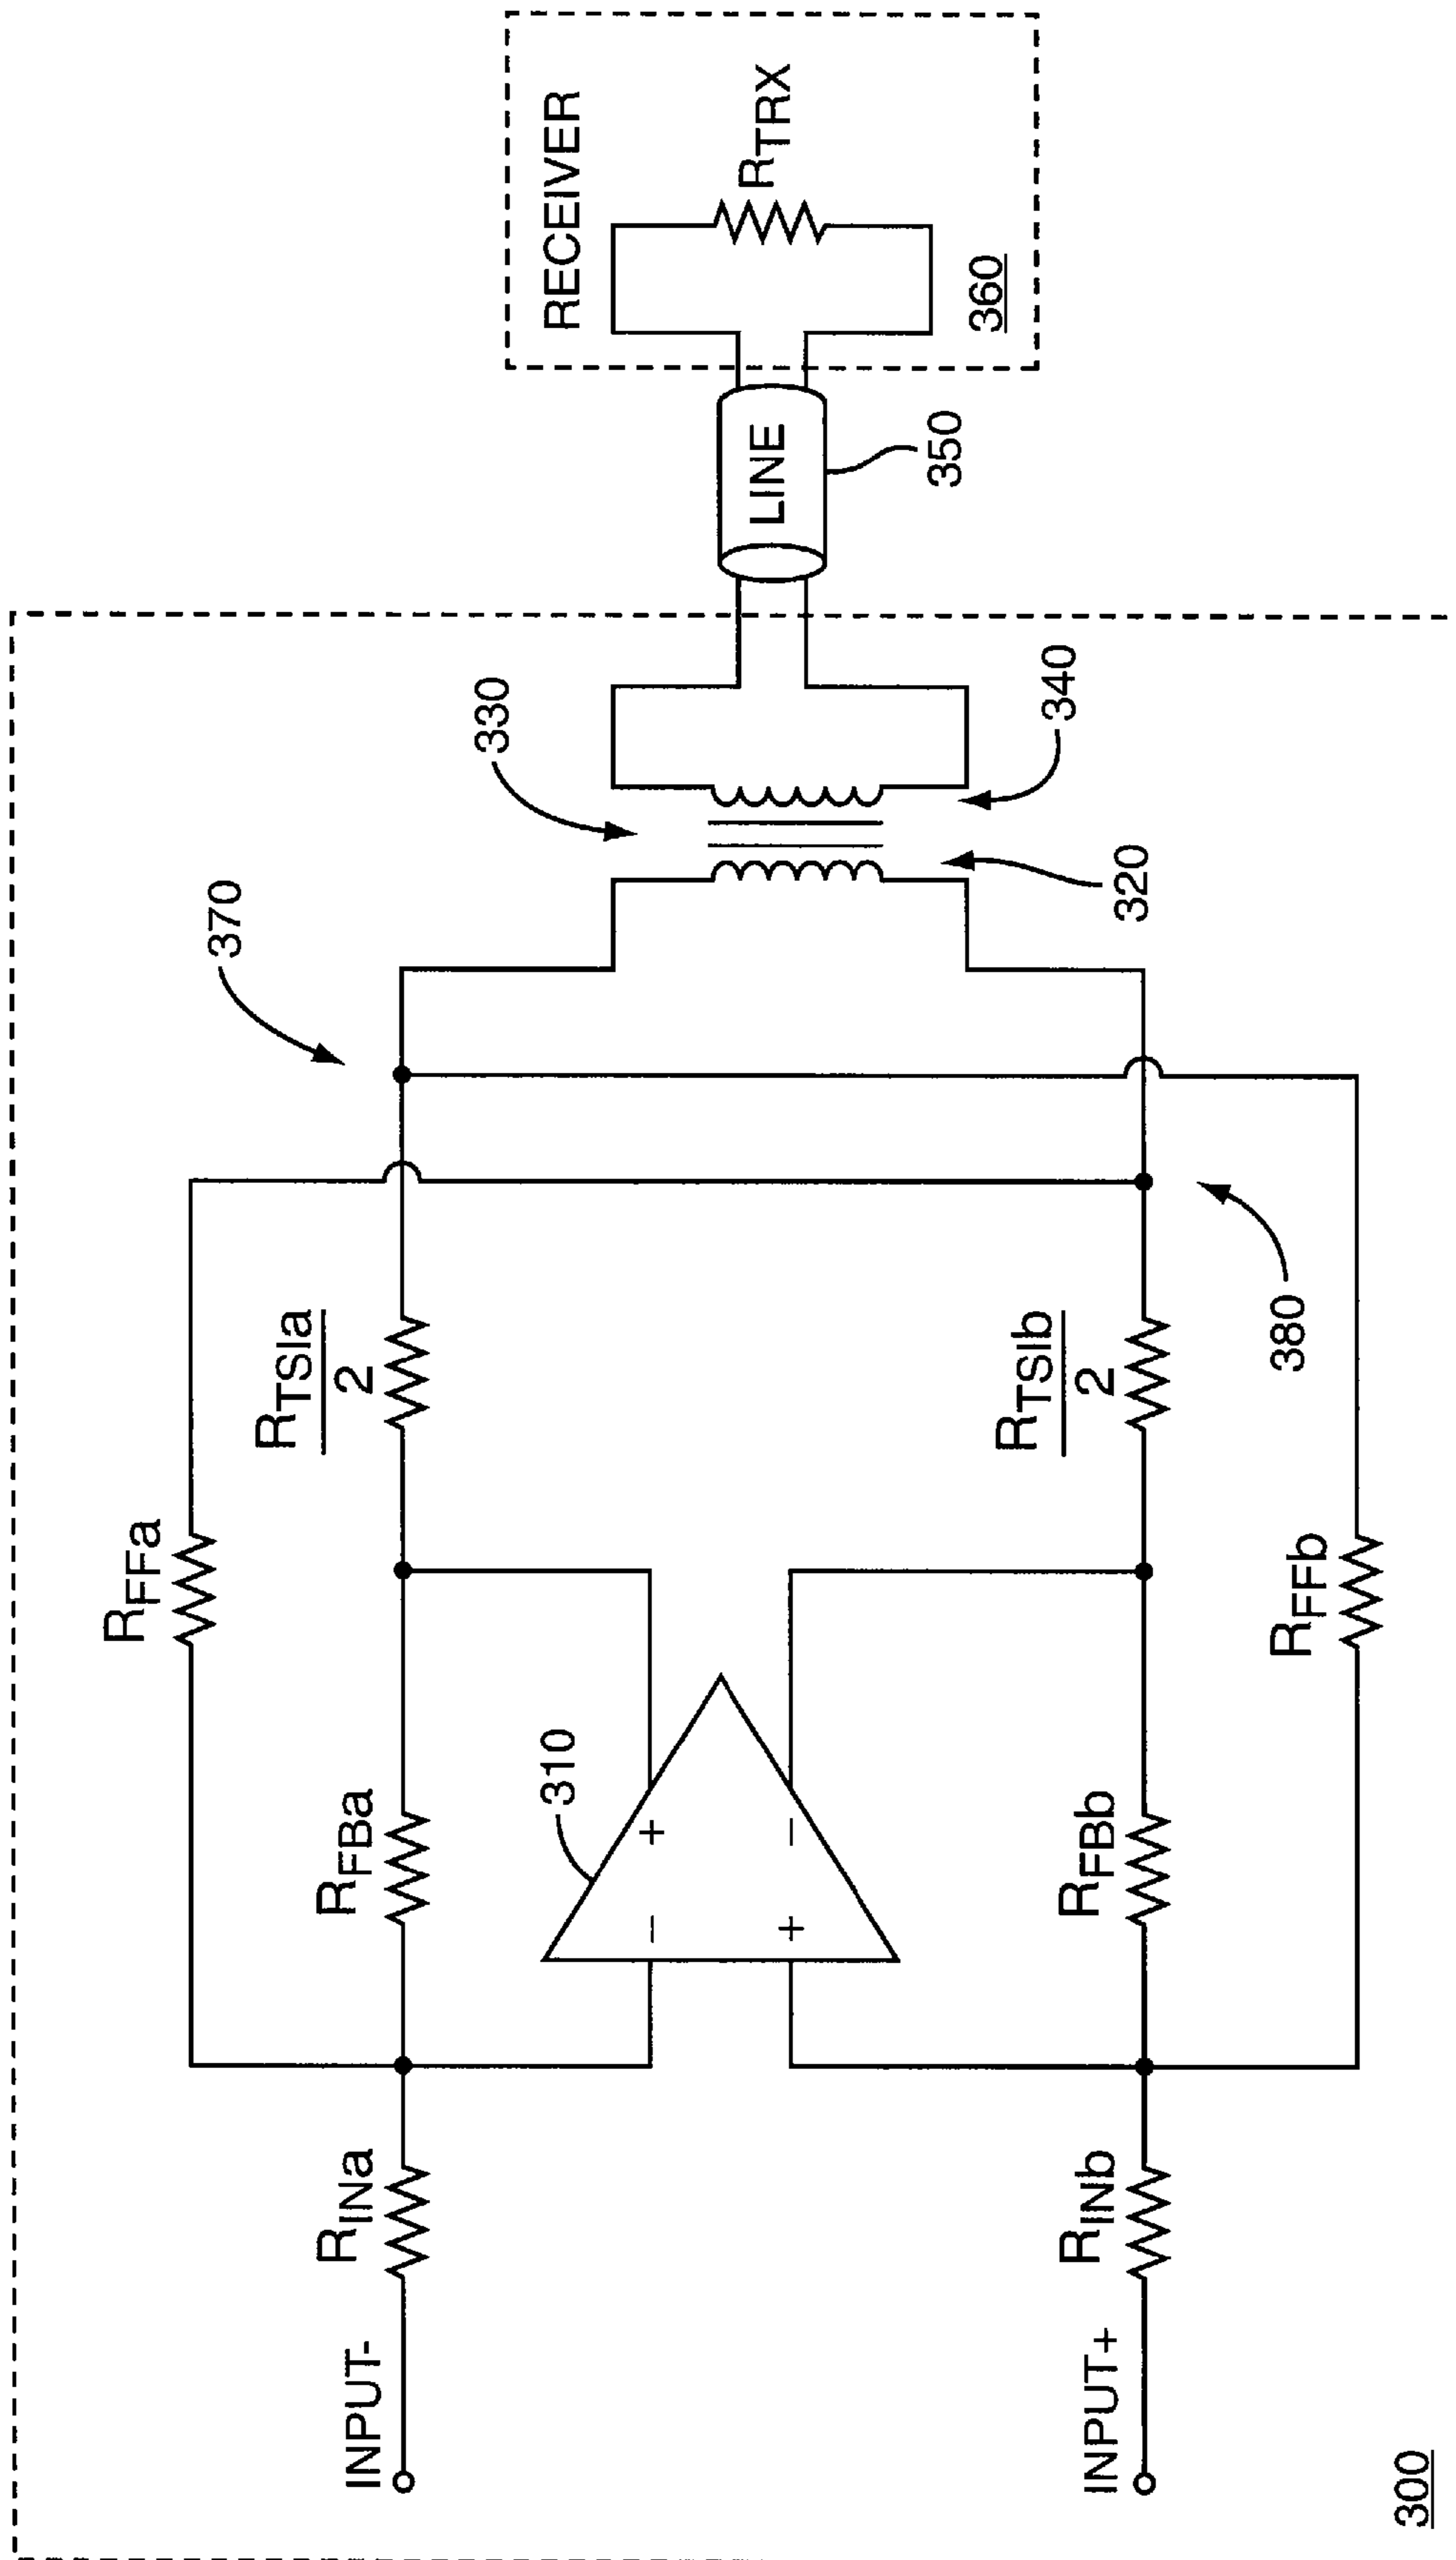 RECEIVER
RTRX
360
LINE
350
330
340
320
370
380
RFFa
RTSIa
2
RTSIb
2
RFFb
RFBa
310
RFBb
+
−
−
+
RINa
RINb
INPUT-
INPUT+
300